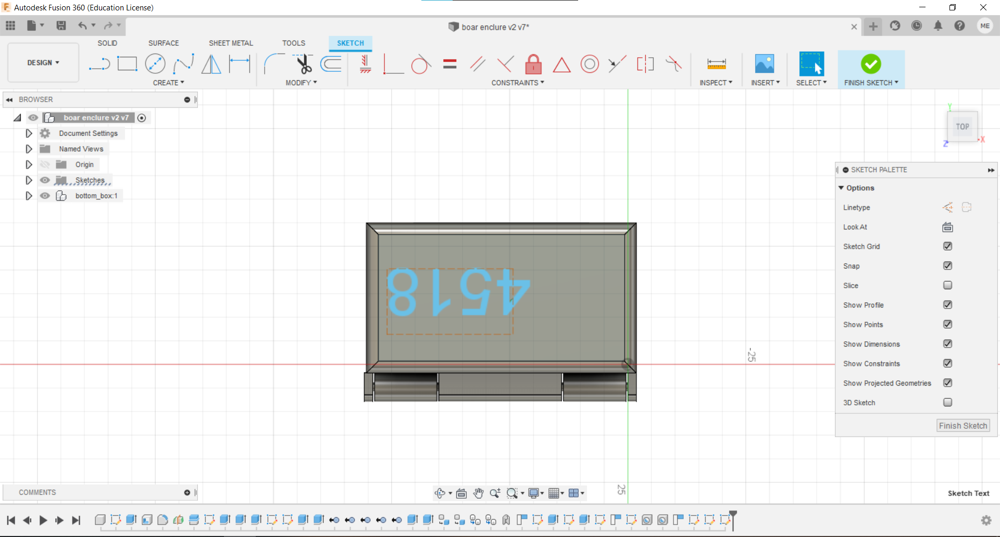 Autodesk Fusion 360 (Education License)
boar enclure v2 v7*
ME
DESIGN
SOLID
SURFACE
SHEET METAL
TOOLS
SKETCH
CREATE
MODIFY
CONSTRAINTS
INSPECT
INSERT
SELECT
FINISH SKETCH
BROWSER
boar enclure v2 v7
Document Settings
Named Views
Origin
Sketches
bottom_box:1
Y
TOP
X
Z
4518
-25
25
SKETCH PALETTE
Options
Linetype
Look At
Sketch Grid
Snap
Slice
Show Profile
Show Points
Show Dimensions
Show Constraints
Show Projected Geometries
3D Sketch
Finish Sketch
COMMENTS
Sketch Text